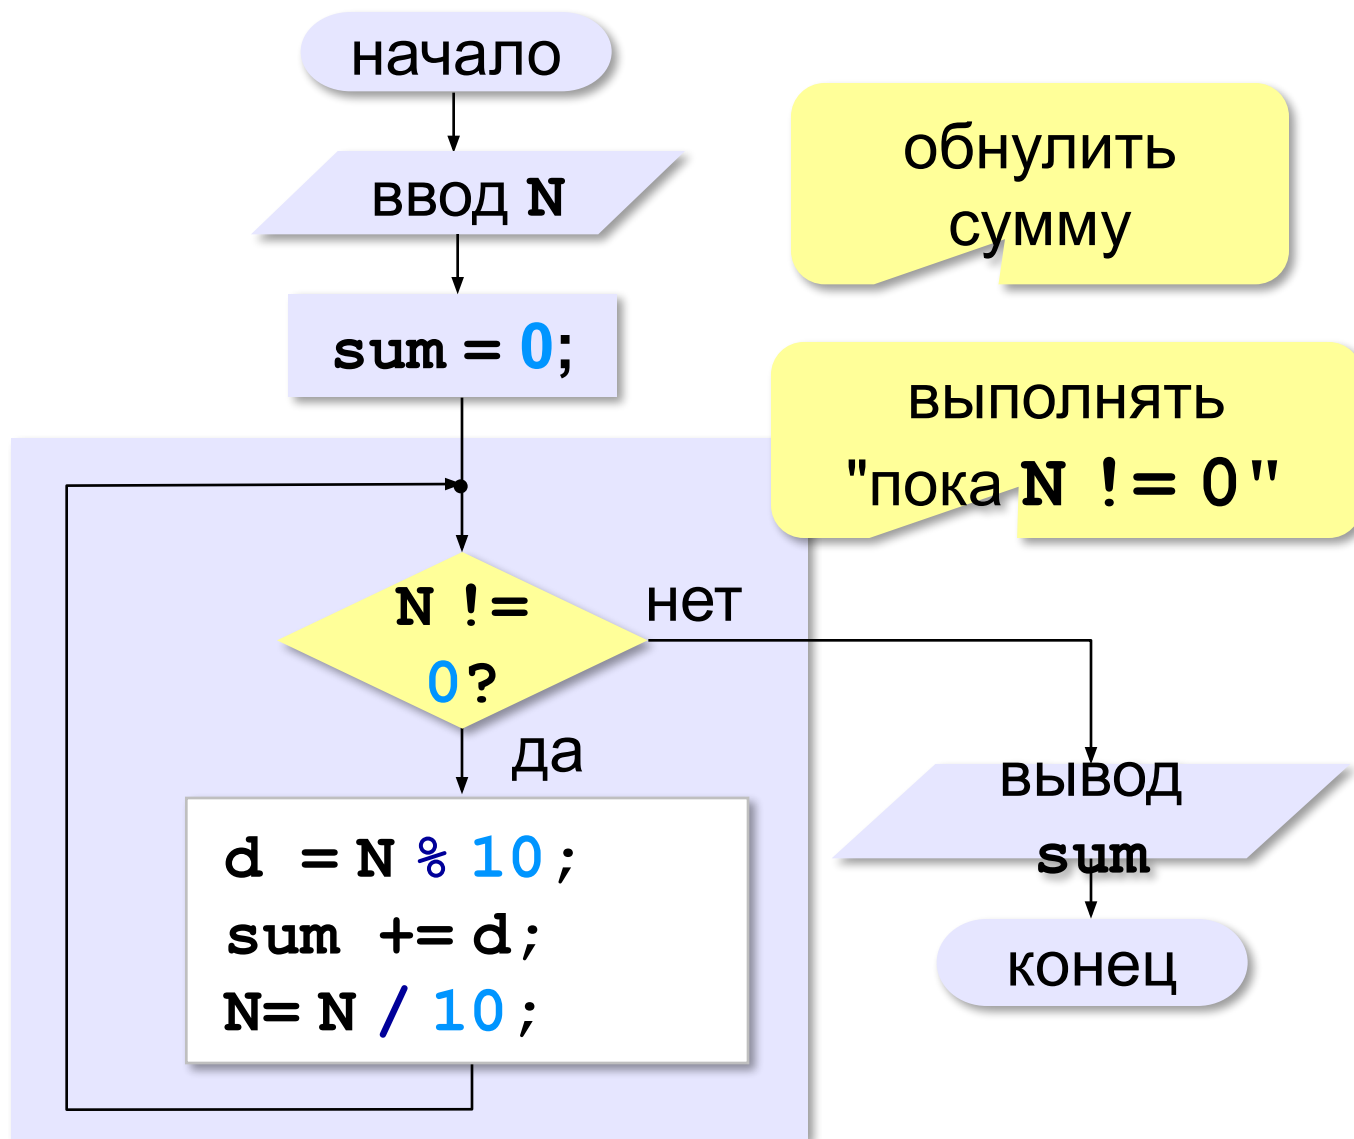 начало
ввод N
sum = 0;
обнулить
сумму
выполнять
"пока N != 0"
N !=
0?
нет
да
d = N % 10;
sum += d;
N= N / 10;
вывод
sum
конец